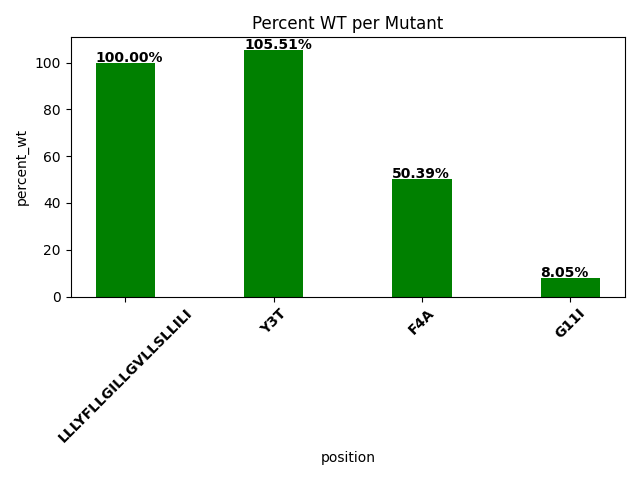 Percent WT per Mutant
percent_wt
100
80
60
40
20
0
100.00%
105.51%
50.39%
8.05%
LLLYFLLGILLGVLLSLLILI
Y3T
F4A
G11I
position